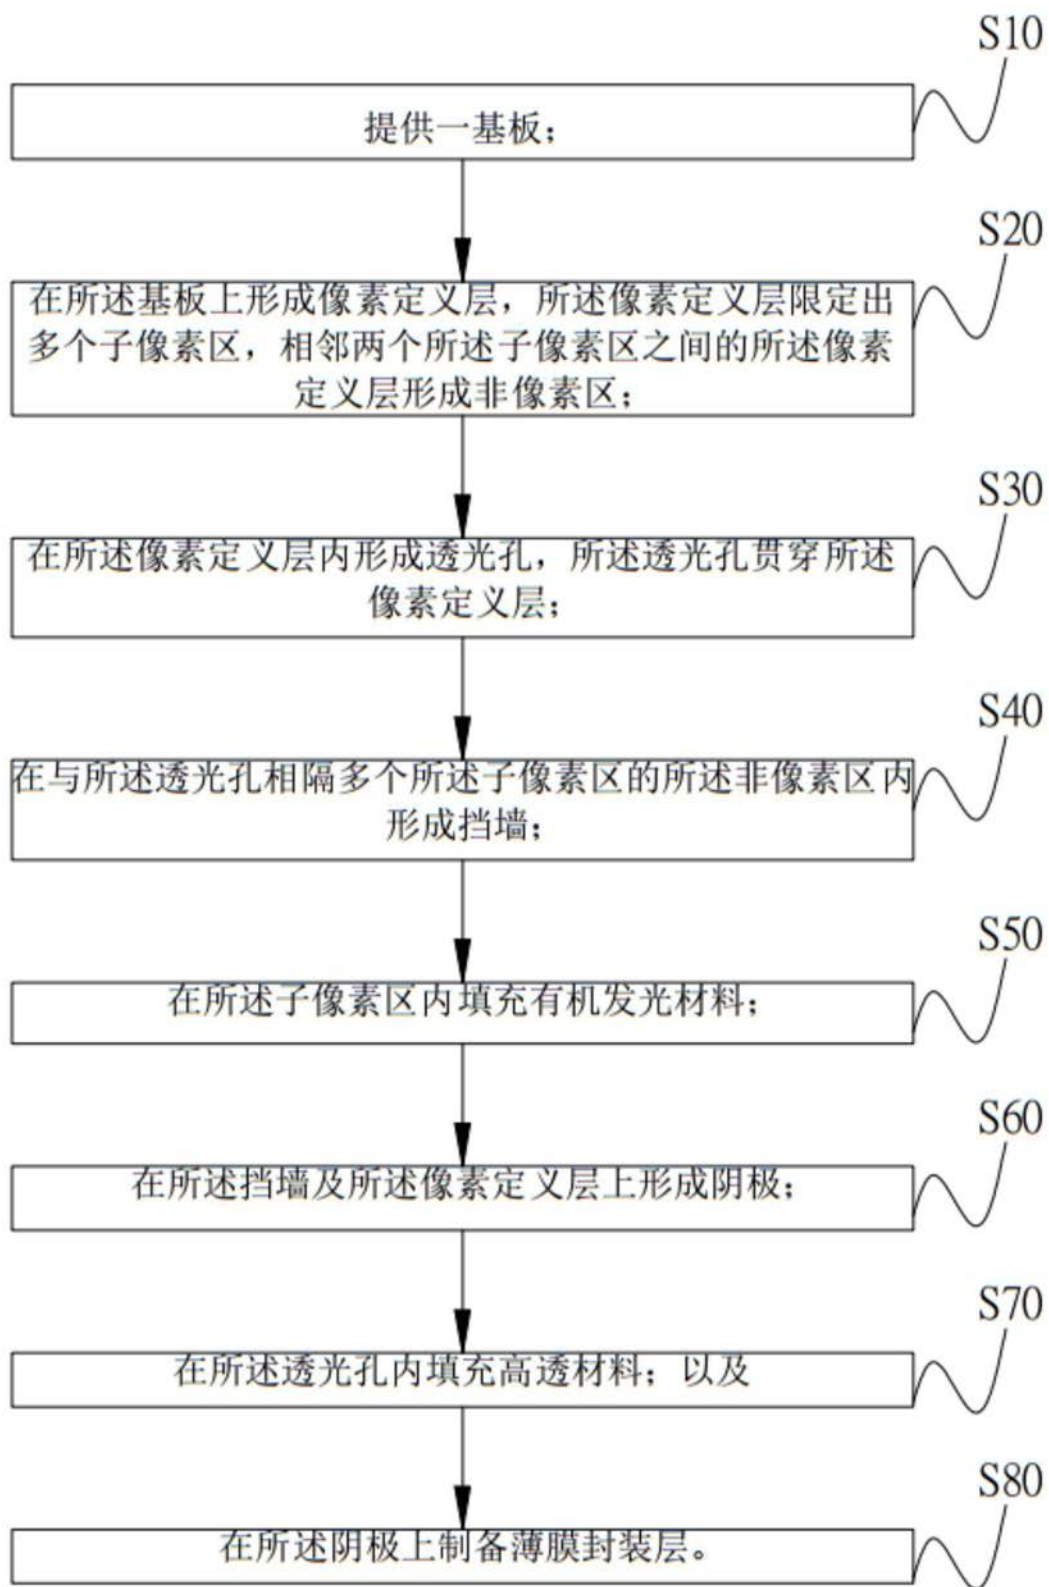 S10
提供一基板;
S20
在所述基板上形成像素定义层，所述像素定义层限定出
多个子像素区，相邻两个所述子像素区之间的所述像素
定义层形成非像素区;
S30
在所述像素定义层内形成透光孔，所述透光孔贯穿所述
像素定义层;
S40
在与所述透光孔相隔多个所述子像素区的所述非像素区内
形成挡墙;
S50
在所述子像素区内填充有机发光材料;
S60
在所述挡墙及所述像素定义层上形成阴极;
S70
在所述透光孔内填充高透材料; 以及
S80
在所述阴极上制备薄膜封装层。